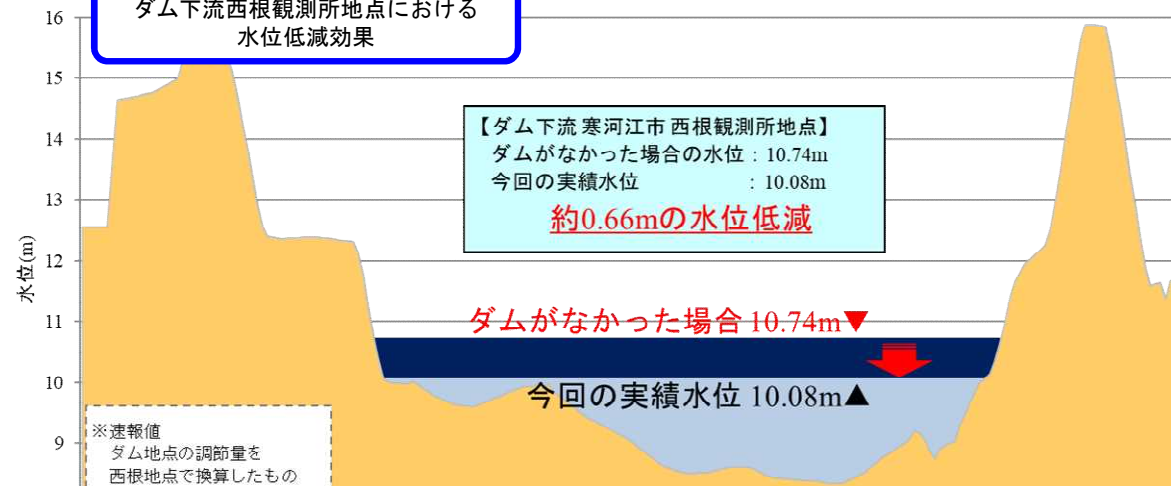 ダム下流西根観測所地点における
水位低減効果
【ダム下流 寒河江市 西根観測所地点】
ダムがなかった場合の水位 : 10.74m
今回の実績水位 : 10.08m
約0.66mの水位低減
ダムがなかった場合 10.74m▼
今回の実績水位 10.08m▲
水位(m)
16
15
14
13
12
11
10
9
※速報値
ダム地点の調節量を
西根地点で換算したもの